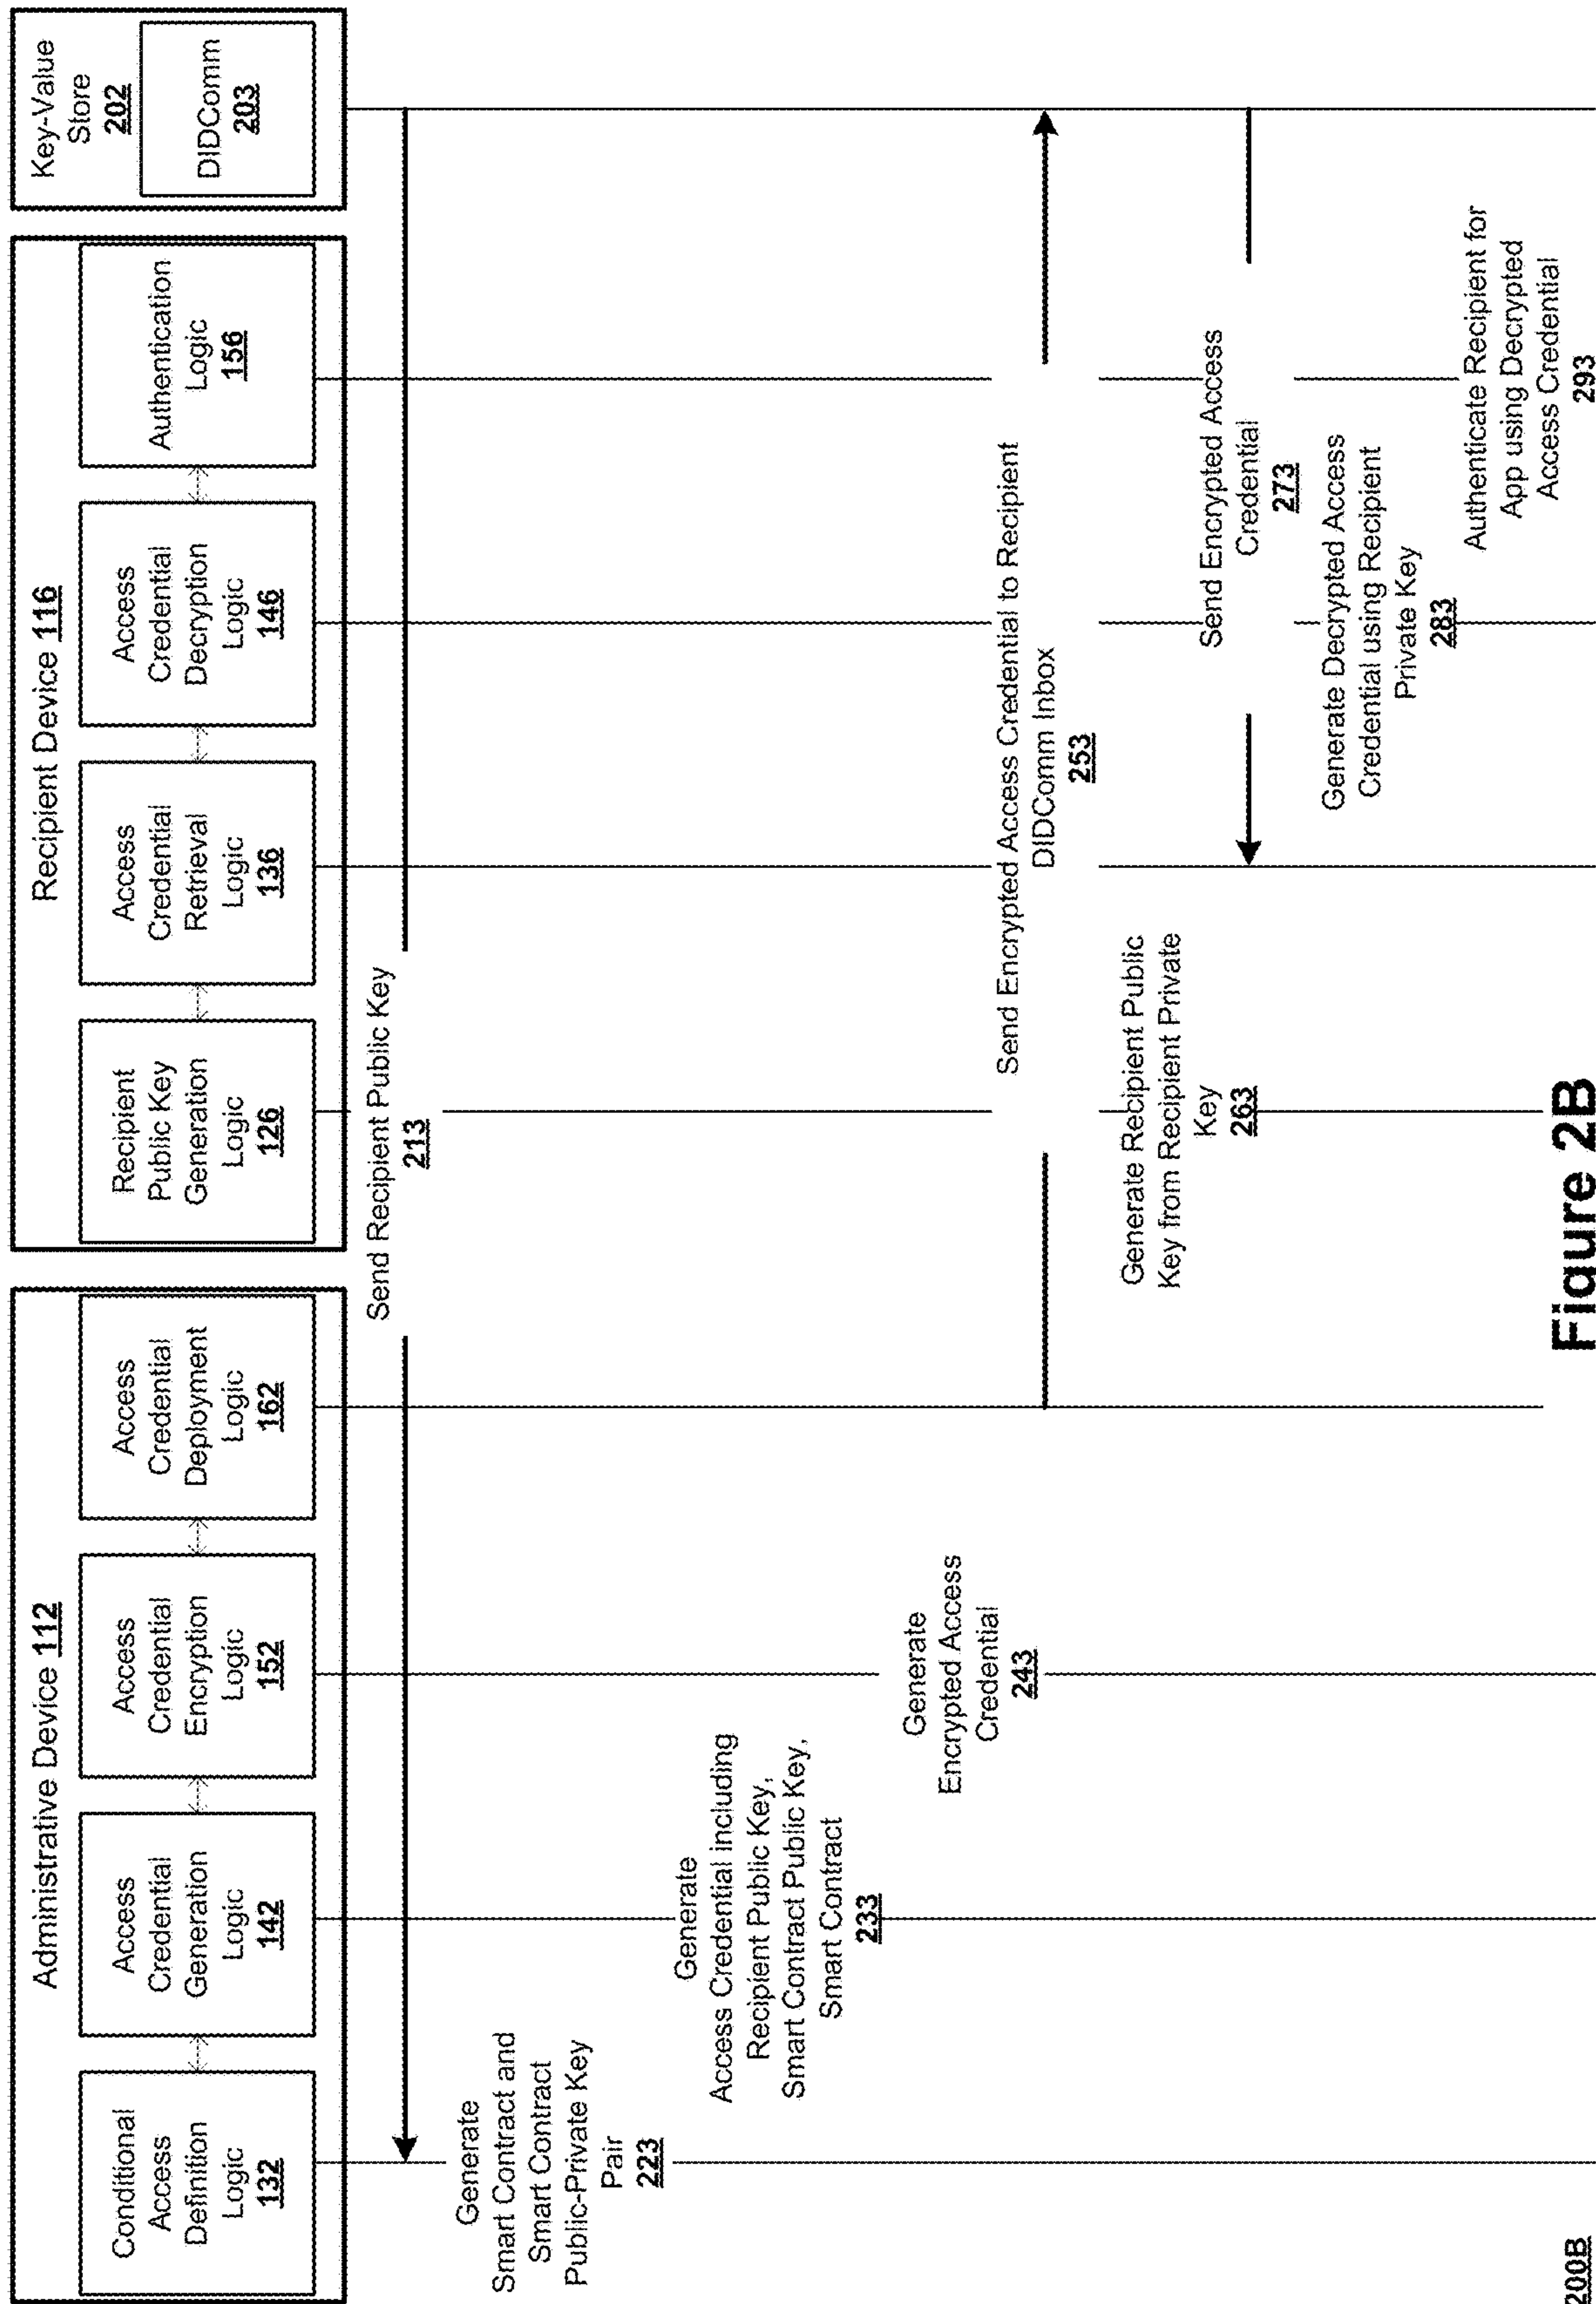 Administrative Device 112
Conditional
Access
Definition
Logic
132
Access
Credential
Generation
Logic
142
Access
Credential
Encryption
Logic
152
Access
Credential
Deployment
Logic
162
Recipient Device 116
Recipient
Public Key
Generation
Logic
126
Access
Credential
Retrieval
Logic
136
Access
Credential
Decryption
Logic
146
Authentication
Logic
156
Key-Value
Store
202
DIDComm
203
Send Recipient Public Key
213
Generate
Smart Contract and
Smart Contract
Public-Private Key
Pair
223
Generate
Access Credential including
Recipient Public Key,
Smart Contract Public Key,
Smart Contract
233
Generate
Encrypted Access
Credential
243
Send Encrypted Access Credential to Recipient
DIDComm Inbox
253
Generate Recipient Public
Key from Recipient Private
Key
263
Send Encrypted Access
Credential
273
Generate Decrypted Access
Credential using Recipient
Private Key
283
Authenticate Recipient for
App using Decrypted
Access Credential
293
200B
Figure 2B